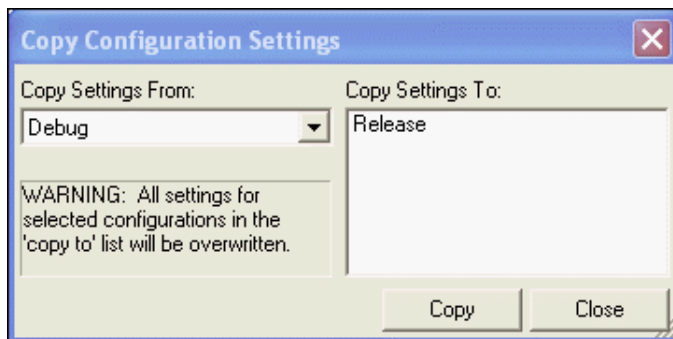 Copy Configuration Settings
Copy Settings From:
Debug
WARNING:  All settings for
selected configurations in the
'copy to' list will be overwritten.
Copy Settings To:
Release
Copy
Close